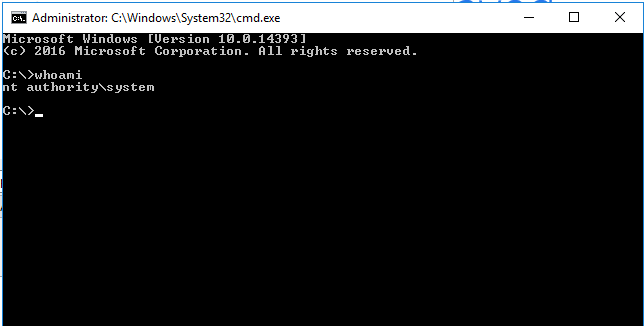 Administrator: C:\Windows\System32\cmd.exe
Microsoft Windows [Version 10.0.14393]
(c) 2016 Microsoft Corporation. All rights reserved.
C:\>whoami
nt authority\system
C:\>